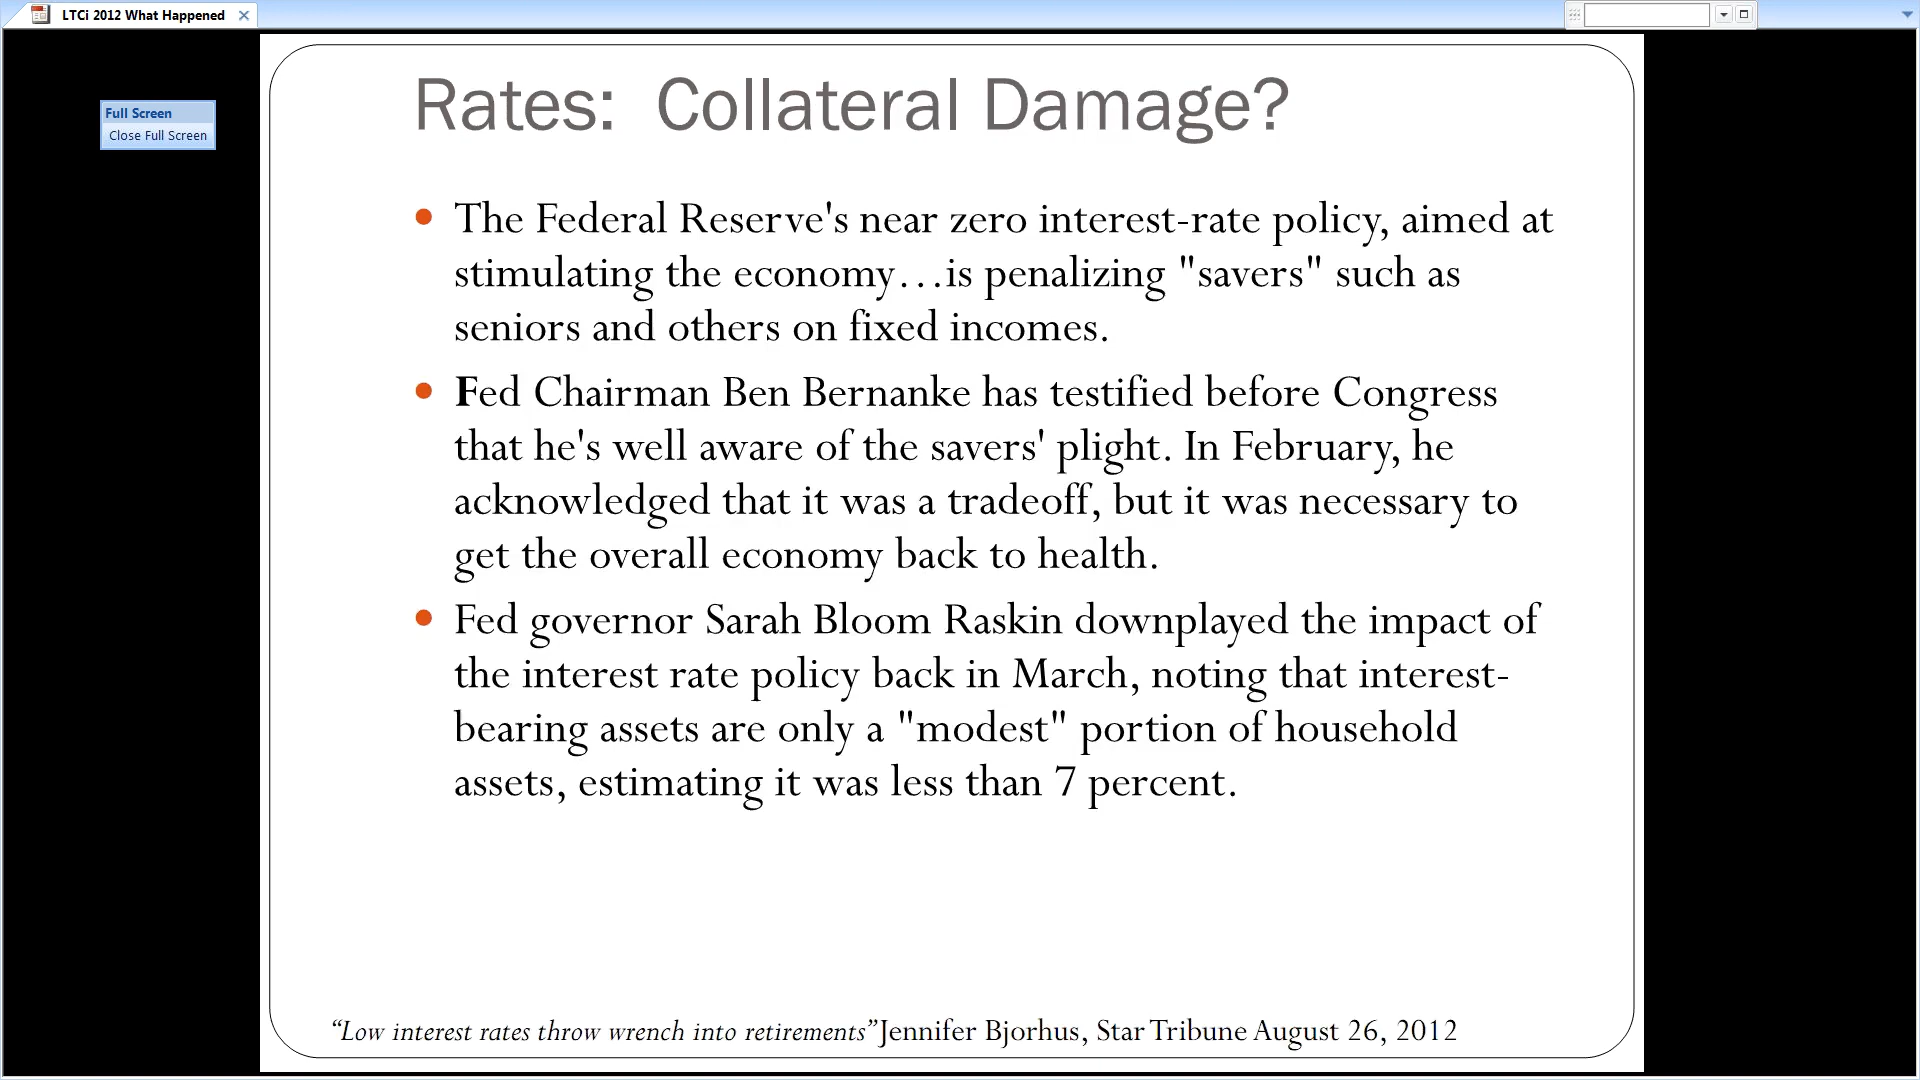 LTCi 2012 What Happened
Full Screen
Close Full Screen
Rates: Collateral Damage?
The Federal Reserve's near zero interest-rate policy, aimed at
stimulating the economy…is penalizing "savers" such as
seniors and others on fixed incomes.
Fed Chairman Ben Bernanke has testified before Congress
that he's well aware of the savers' plight. In February, he
acknowledged that it was a tradeoff, but it was necessary to
get the overall economy back to health.
Fed governor Sarah Bloom Raskin downplayed the impact of
the interest rate policy back in March, noting that interest-
bearing assets are only a "modest" portion of household
assets, estimating it was less than 7 percent.
“Low interest rates throw wrench into retirements”Jennifer Bjorhus, Star Tribune August 26, 2012